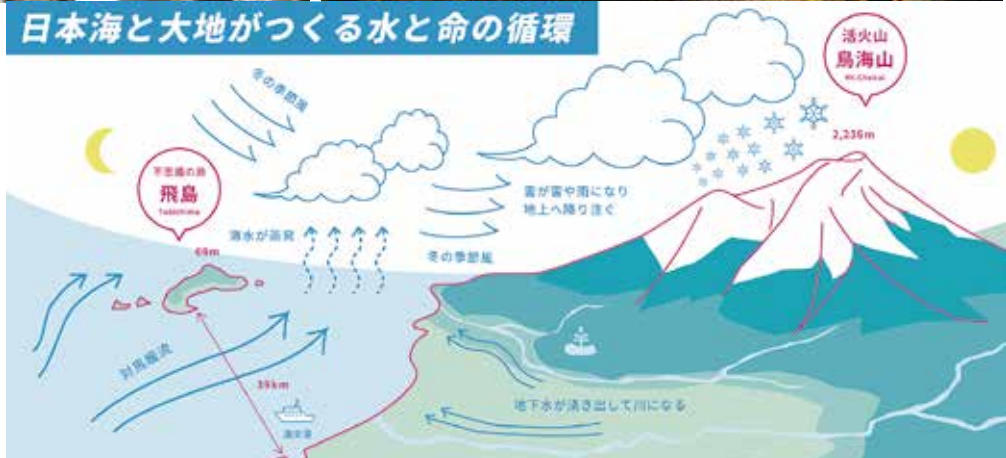 日本海と大地がつくる水と命の循環
活火山
鳥海山
Mt.Chokai
2,236m
冬の季節風
不思議の島
飛島
Tobishima
69m
海水が蒸発
冬の季節風
雲が雪や雨になり
地上へ降り注ぐ
対馬暖流
39km
酒田港
地下水が湧き出して川になる